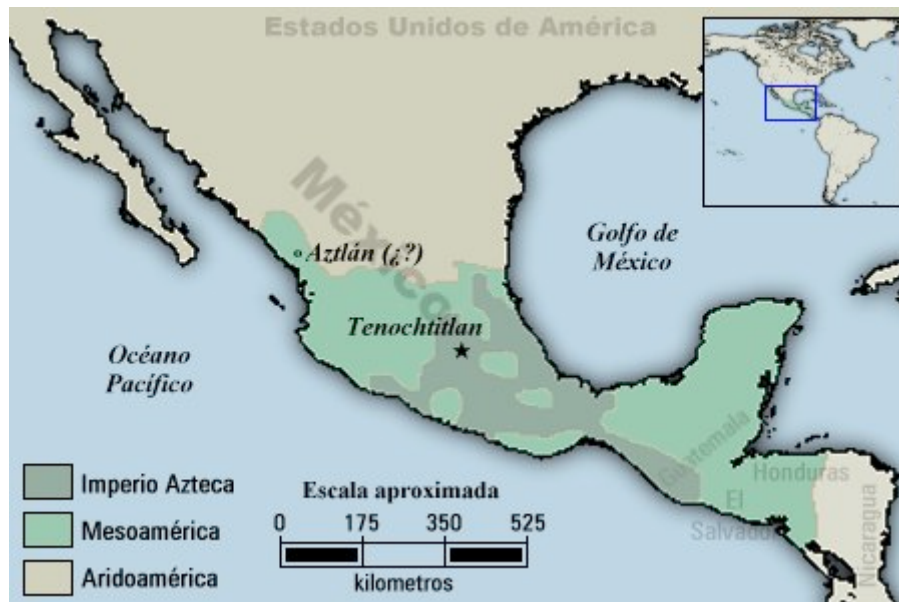 Estados Unidos de América
México
Golfo de
México
Aztlán (¿?)
Tenochtitlan
Océano
Pacífico
Guatemala
Honduras
El
Salvador
Nicaragua
Imperio Azteca
Mesoamérica
Aridoamérica
Escala aproximada
0 175 350 525
kilometros